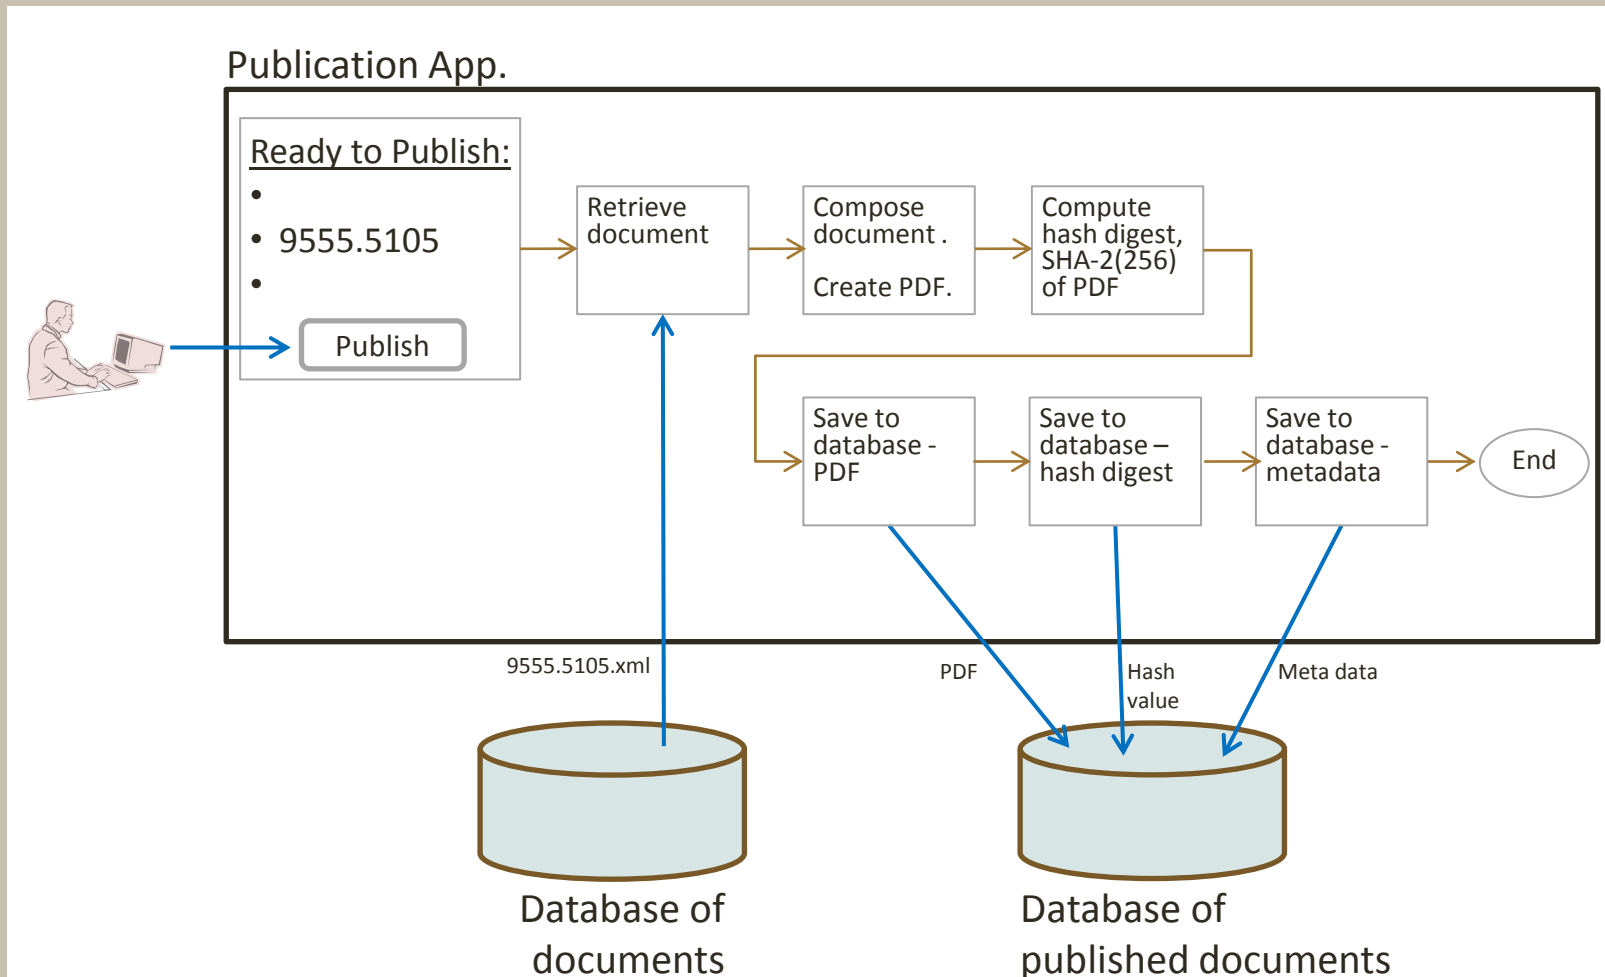 Publication App.
Ready to Publish:
•
• 9555.5105
•
Publish
Retrieve
document
Compose
document .
Create PDF.
Compute
hash digest,
SHA-2(256)
of PDF
Save to
database -
PDF
Save to
database –
hash digest
Save to
database -
metadata
End
9555.5105.xml
PDF
Hash
value
Meta data
Database of
documents
Database of
published documents